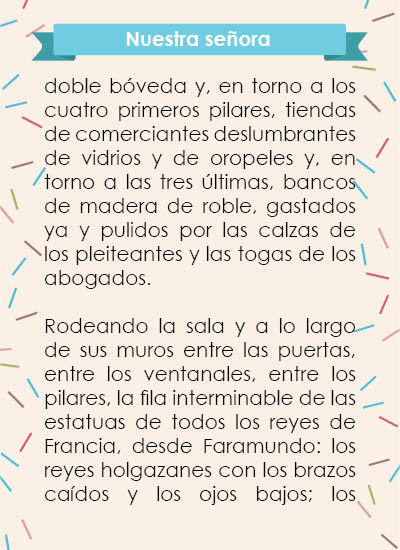 Nuestra señora
doble bóveda y, en torno a los
cuatro primeros pilares, tiendas
de comerciantes deslumbrantes
de vidrios y de oropeles y, en
torno a las tres últimas, bancos
de madera de roble, gastados
ya y pulidos por las calzas de
los pleiteantes y las togas de los
abogados.
Rodeando la sala y a lo largo
de sus muros entre las puertas,
entre los ventanales, entre los
pilares, la fila interminable de las
estatuas de todos los reyes de
Francia, desde Faramundo: los
reyes holgazanes con los brazos
caídos y los ojos bajos; los